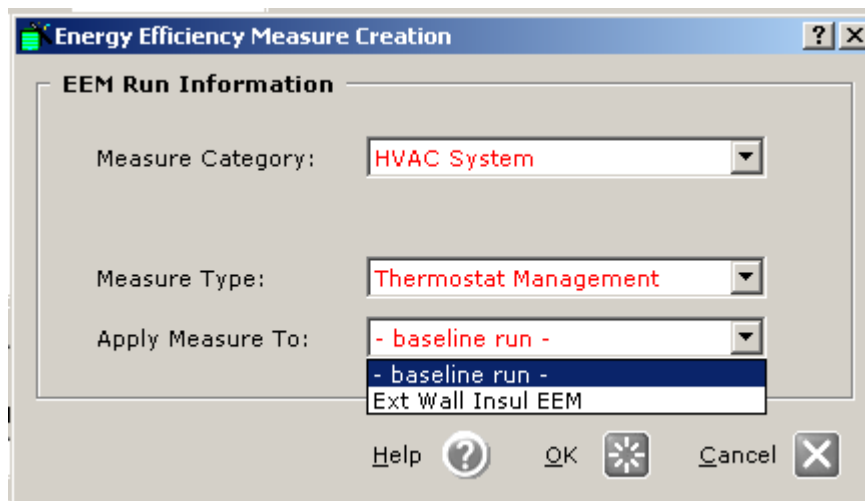 Energy Efficiency Measure Creation
EEM Run Information
Measure Category: HVAC System
Measure Type: Thermostat Management
Apply Measure To: - baseline run -
- baseline run -
Ext Wall Insul EEM
Help OK Cancel